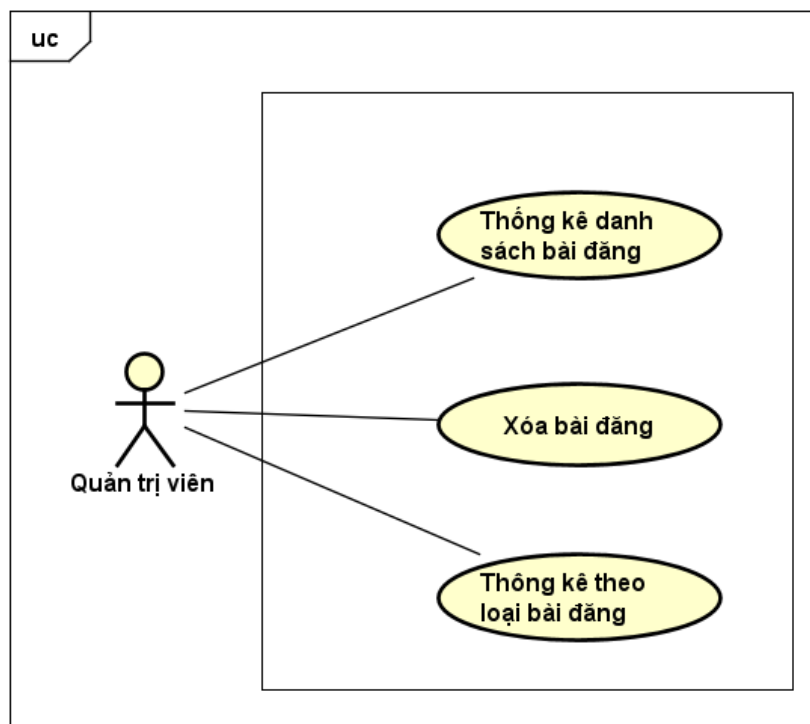 uc
Thống kê danh
sách bài đăng
Xóa bài đăng
Quản trị viên
Thông kê theo
loại bài đăng